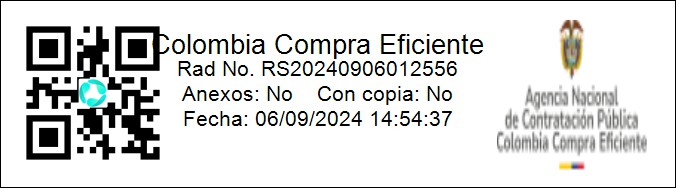 Colombia Compra Eficiente
Rad No. RS20240906012556
Anexos: No Con copia: No
Fecha: 06/09/2024 14:54:37
Agencia Nacional
de Contratación Pública
Colombia Compra Eficiente